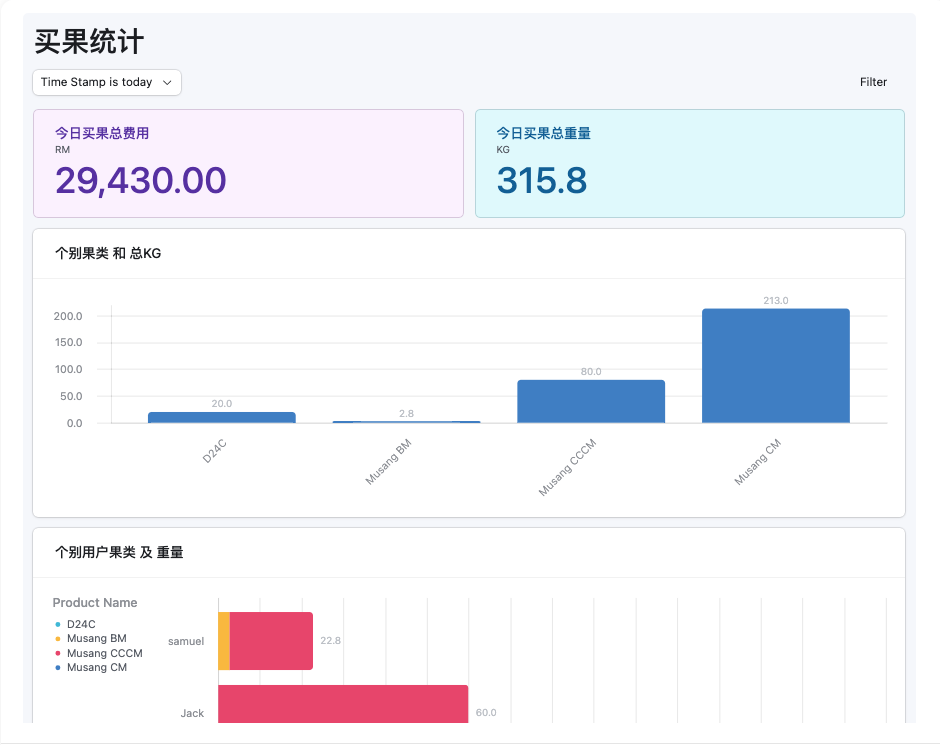 买果统计
Time Stamp is today
Filter
今日买果总费用
RM
29,430.00
今日买果总重量
KG
315.8
个别果类 和 总KG
200.0
150.0
100.0
50.0
0.0
20.0
2.8
80.0
213.0
D24C
Musang BM
Musang CCCM
Musang CM
个别用户果类 及 重量
Product Name
D24C
Musang BM
Musang CCCM
Musang CM
samuel
22.8
Jack
60.0